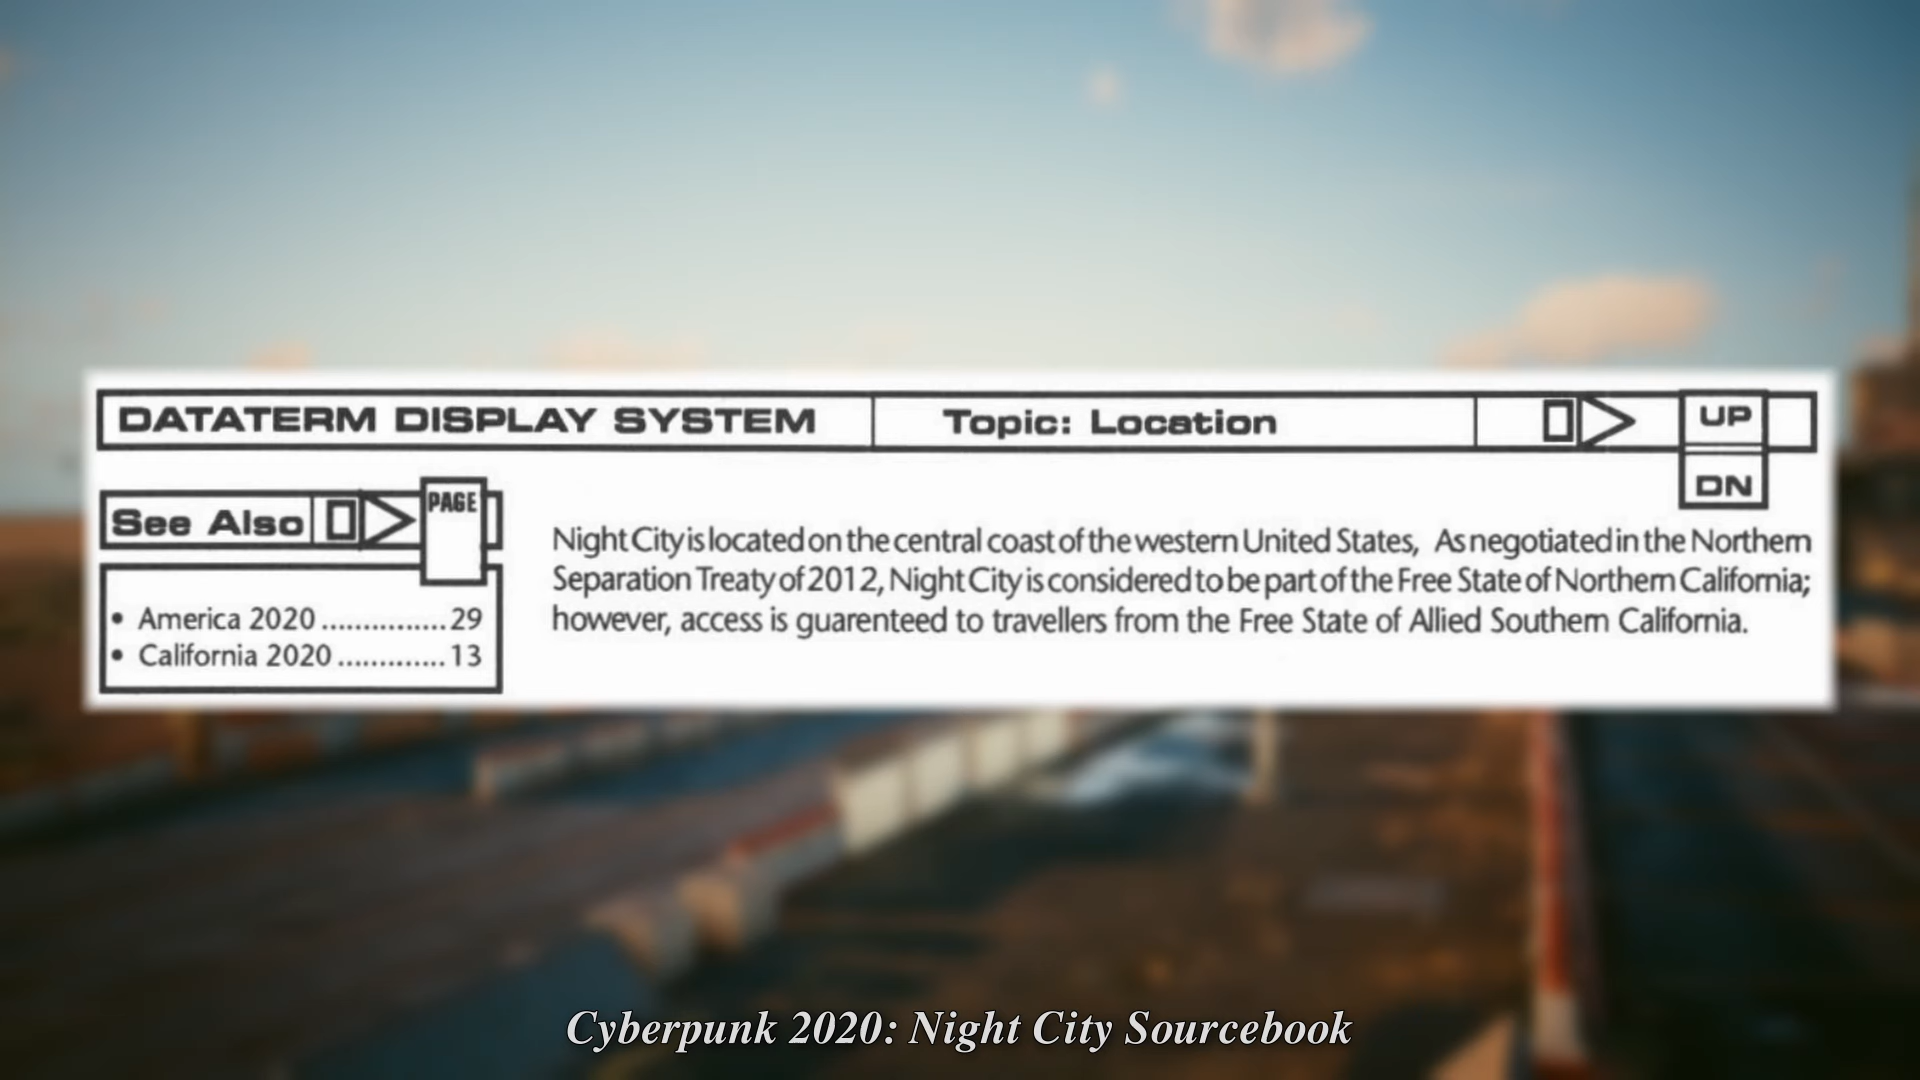 DATATERM DISPLAY SYSTEM
Topic: Location
UP
DN
See Also
PAGE
• America 2020 ............... 29
• California 2020 ............. 13
Night City is located on the central coast of the western United States, As negotiated in the Northern
Separation Treaty of 2012, Night City is considered to be part of the Free State of Northern California;
however, access is guarenteed to travellers from the Free State of Allied Southern California.
Cyberpunk 2020: Night City Sourcebook